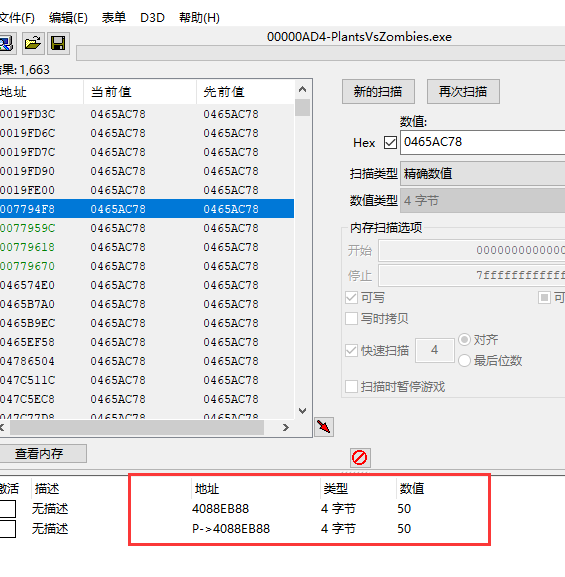 文件(F) 编辑(E) 表单 D3D 帮助(H)
00000AD4-PlantsVsZombies.exe
结果: 1,663
地址 当前值 先前值
0019FD3C 0465AC78 0465AC78
0019FD6C 0465AC78 0465AC78
0019FD7C 0465AC78 0465AC78
0019FD90 0465AC78 0465AC78
0019FE00 0465AC78 0465AC78
007794F8 0465AC78 0465AC78
0077959C 0465AC78 0465AC78
00779618 0465AC78 0465AC78
00779670 0465AC78 0465AC78
046574E0 0465AC78 0465AC78
0465B7A0 0465AC78 0465AC78
0465B9EC 0465AC78 0465AC78
0465EF58 0465AC78 0465AC78
04786504 0465AC78 0465AC78
047C511C 0465AC78 0465AC78
047C5EC8 0465AC78 0465AC78
047C77D8 0465AC78 0465AC78
新的扫描 再次扫描
数值:
Hex 0465AC78
扫描类型 精确数值
数值类型 4 字节
内存扫描选项
开始 0000000000000
停止 7fffffffffff
可写 可
写时拷贝
快速扫描 4 对齐
最后位数
扫描时暂停游戏
查看内存
激活 描述 地址 类型 数值
无描述 4088EB88 4 字节 50
无描述 P->4088EB88 4 字节 50